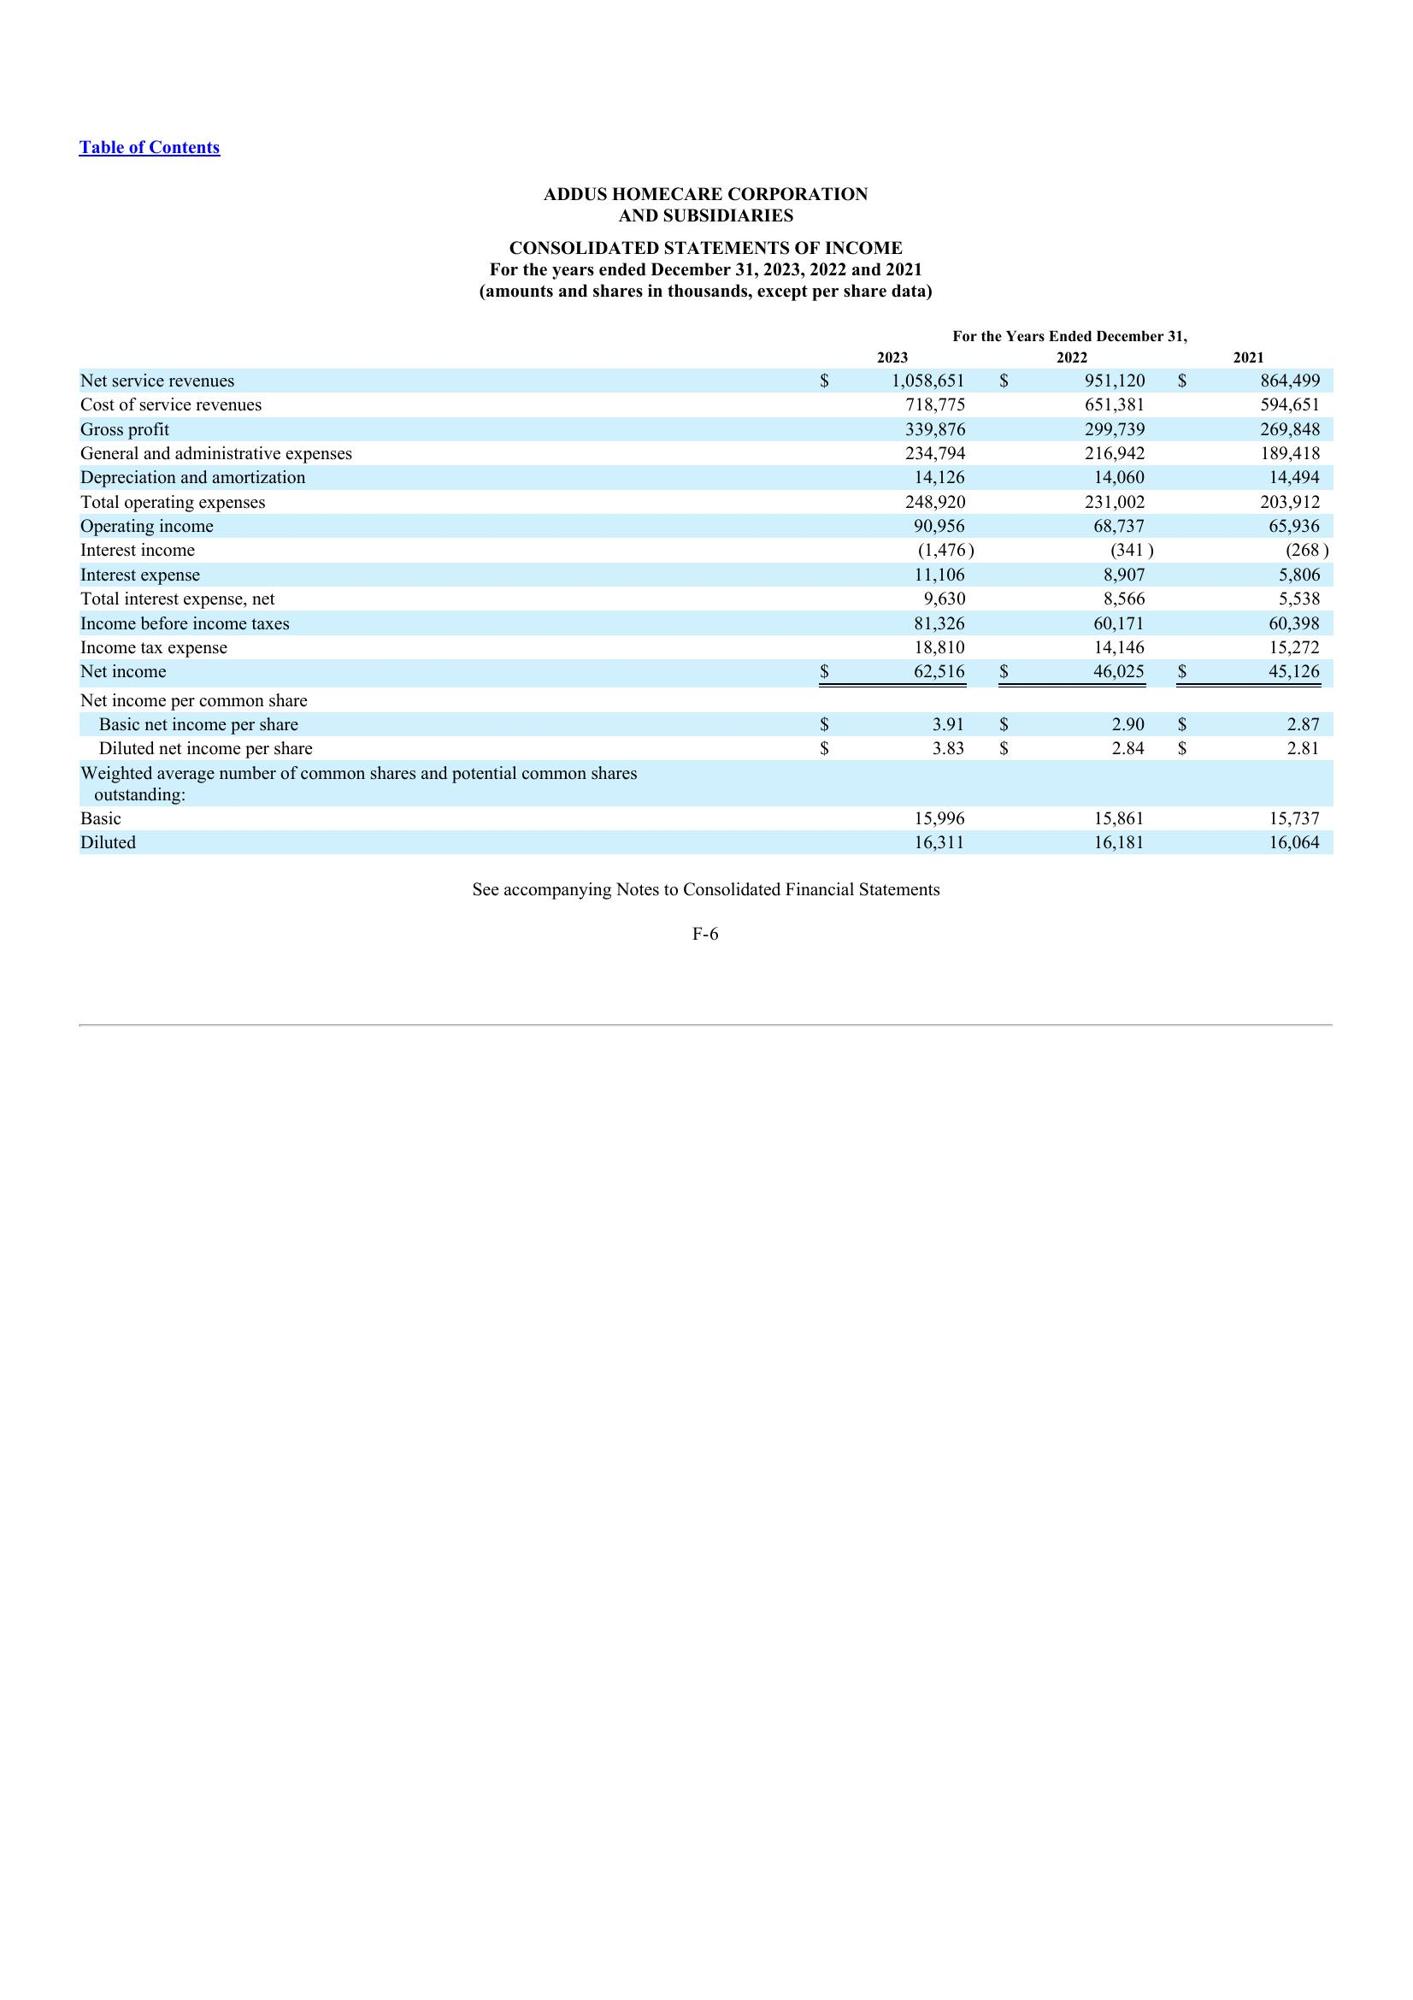 Table of Contents
ADDUS HOMECARE CORPORATION
AND SUBSIDIARIES
CONSOLIDATED STATEMENTS OF INCOME
For the years ended December 31, 2023, 2022 and 2021
(amounts and shares in thousands, except per share data)
For the Years Ended December 31,
2023 2022 2021
Net service revenues $ 1,058,651 $ 951,120 $ 864,499
Cost of service revenues 718,775 651,381 594,651
Gross profit 339,876 299,739 269,848
General and administrative expenses 234,794 216,942 189,418
Depreciation and amortization 14,126 14,060 14,494
Total operating expenses 248,920 231,002 203,912
Operating income 90,956 68,737 65,936
Interest income (1,476 ) (341 ) (268 )
Interest expense 11,106 8,907 5,806
Total interest expense, net 9,630 8,566 5,538
Income before income taxes 81,326 60,171 60,398
Income tax expense 18,810 14,146 15,272
Net income $ 62,516 $ 46,025 $ 45,126
Net income per common share
Basic net income per share $ 3.91 $ 2.90 $ 2.87
Diluted net income per share $ 3.83 $ 2.84 $ 2.81
Weighted average number of common shares and potential common shares
outstanding:
Basic 15,996 15,861 15,737
Diluted 16,311 16,181 16,064
See accompanying Notes to Consolidated Financial Statements
F-6